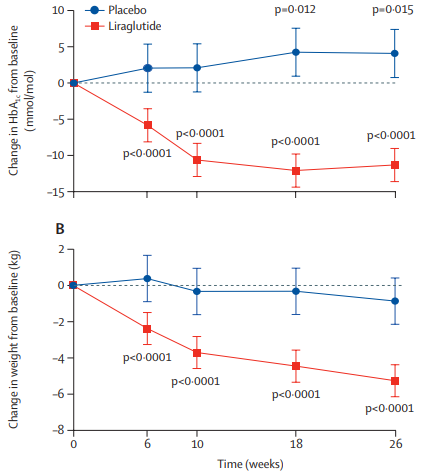 Placebo
Liraglutide
p=0·012
p=0·015
Change in HbA1c from baseline
(mmol/mol)
10
5
0
−5
−10
−15
p<0·0001
p<0·0001
p<0·0001
p<0·0001
B
Change in weight from baseline (kg)
2
0
−2
−4
−6
−8
p<0·0001
p<0·0001
p<0·0001
p<0·0001
0
6
10
18
26
Time (weeks)